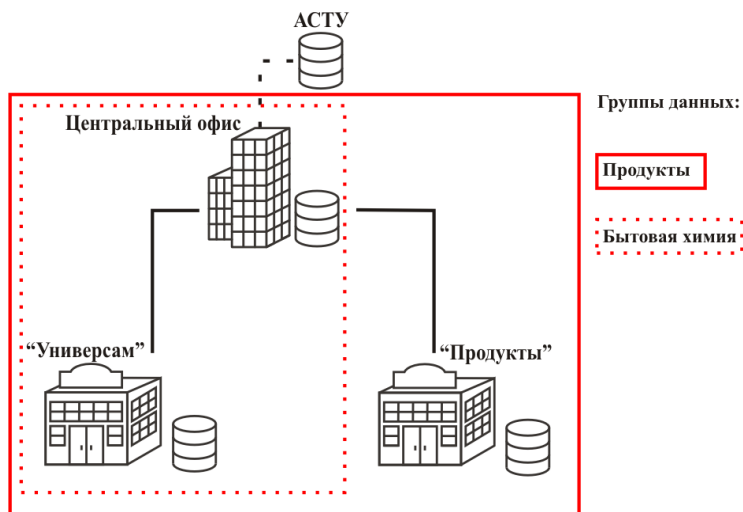 АСТУ
Группы данных:
Центральный офис
Продукты
Бытовая химия
“Универсам”
“Продукты”